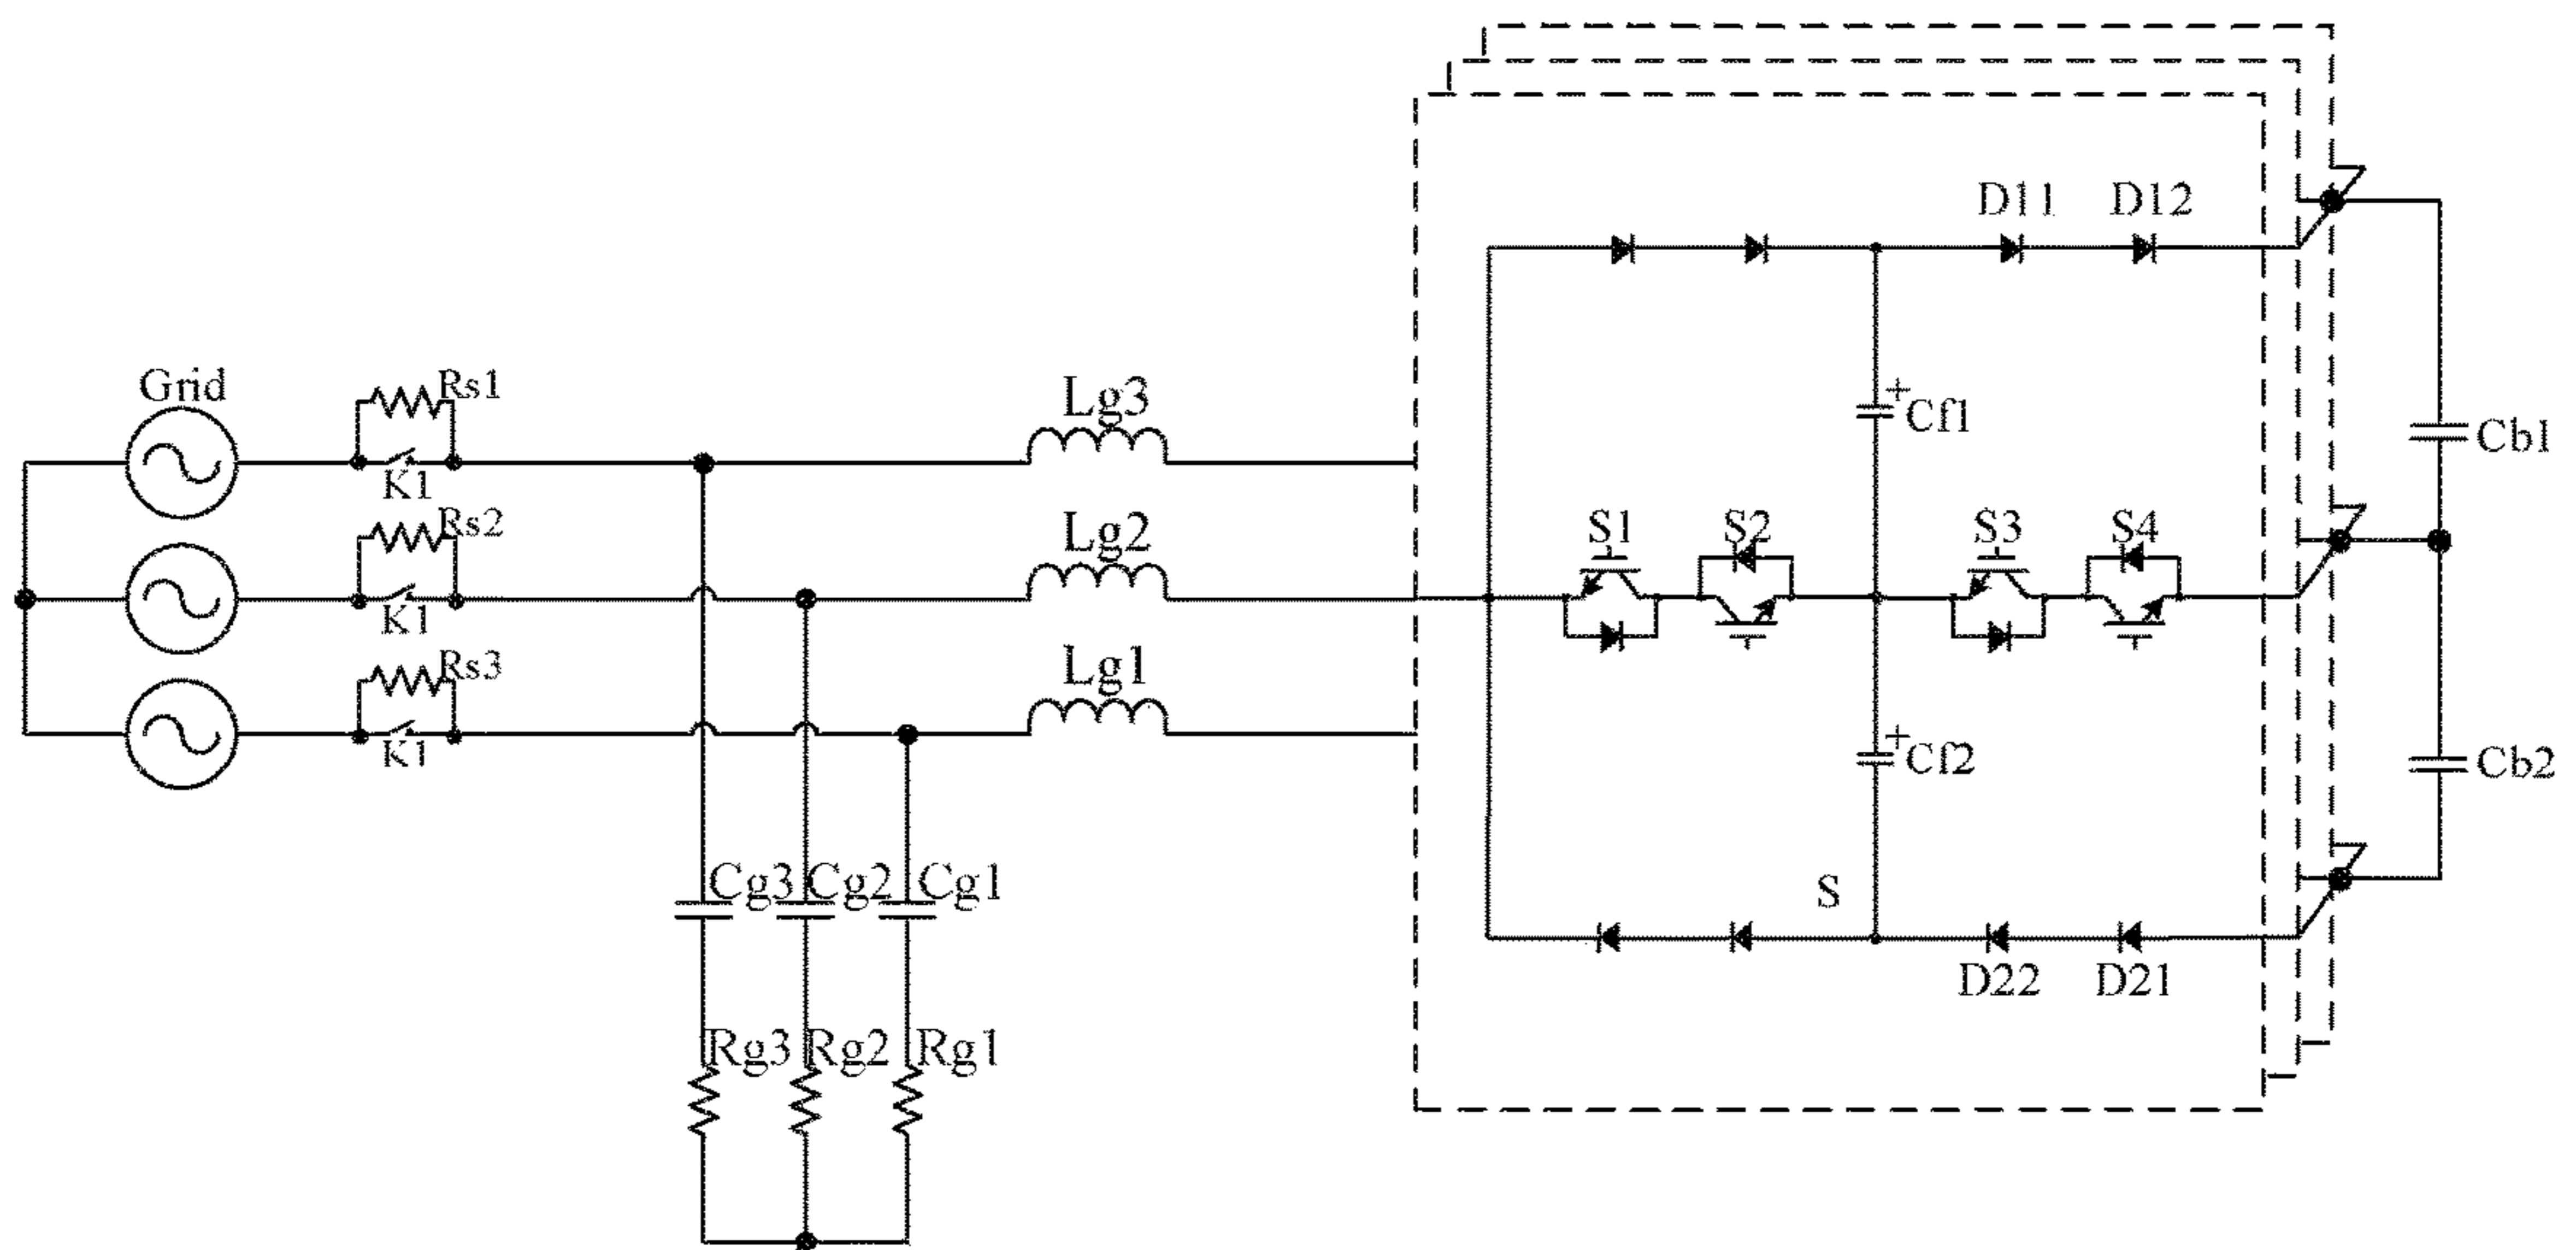 D11 D12
Grid
Rs1
K1
Rs2
K1
Rs3
K1
Lg3
Lg2
Lg1
Cg3 Cg2 Cg1
Rg3 Rg2 Rg1
+
Cf1
S1 S2 S3 S4
+
Cf2
S
D22 D21
Cb1
Cb2